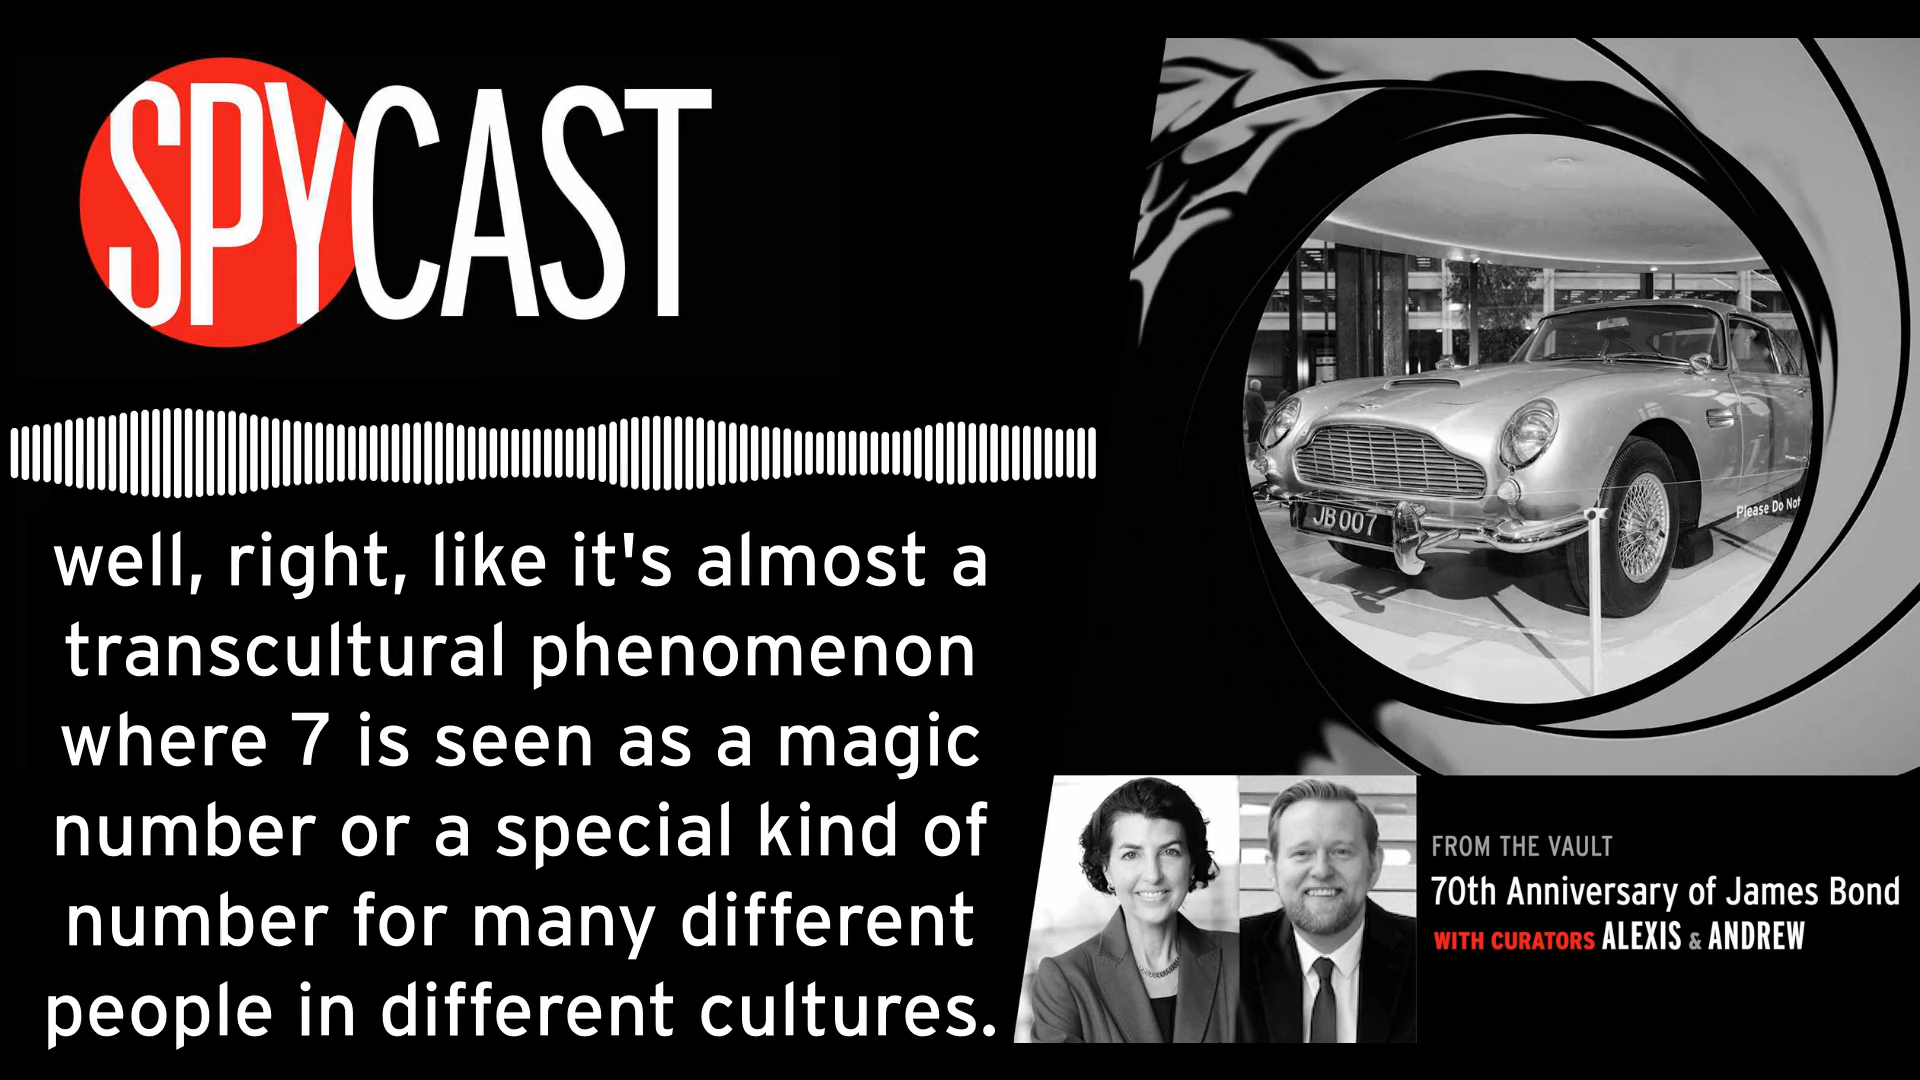 SPYCAST
well, right, like it's almost a
transcultural phenomenon
where 7 is seen as a magic
number or a special kind of
number for many different
people in different cultures.
JB 007
Please Do Not
FROM THE VAULT
70th Anniversary of James Bond
WITH CURATORS ALEXIS & ANDREW